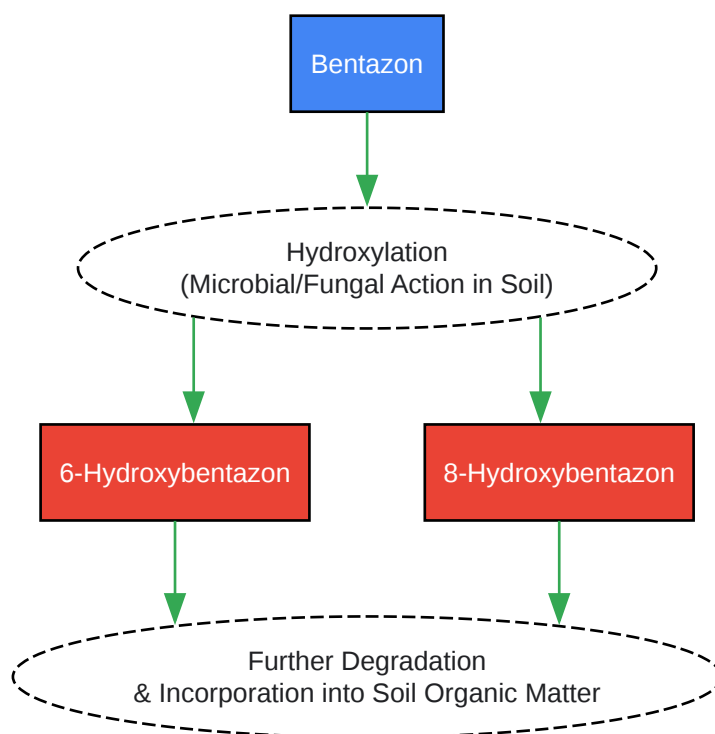 Bentazon
Hydroxylation
(Microbial/Fungal Action in Soil)
6-Hydroxybentazon
8-Hydroxybentazon
Further Degradation
& Incorporation into Soil Organic Matter